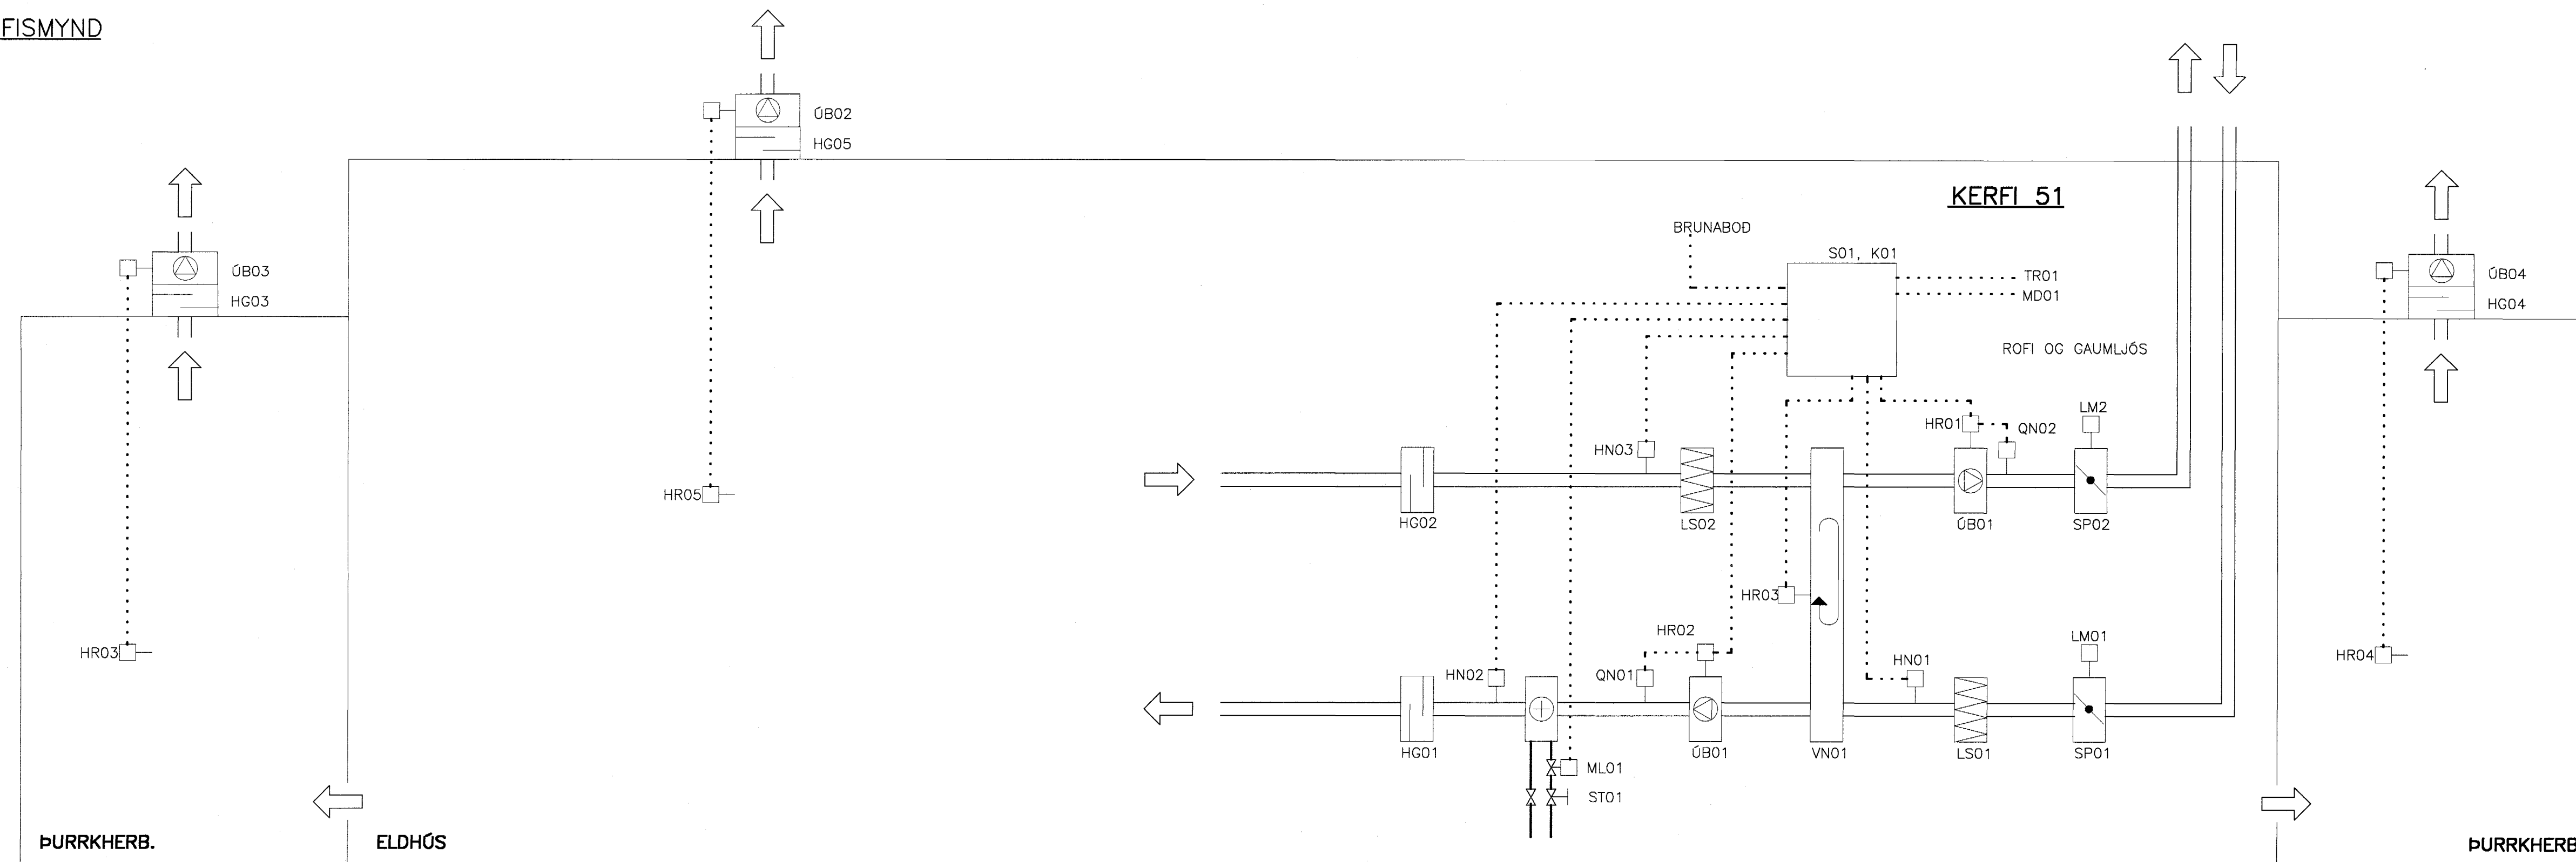 FISMYND
ÚB02
HG05
KERFI 51
BRUNABOD
S01, K01
ÚB03
HG03
TR01
MD01
ÚB04
HG04
ROFI OG GAUMLJÓS
LM2
HR01
QN02
HN03
HR05
HG02
LS02
ÚB01
SP02
HR03
HR02
LM01
HR03
HR04
HN02
QN01
HN01
HG01
ÚB01
VN01
LS01
SP01
ML01
ST01
ÞURRKHERB.
ELDHÚS
ÞURRKHERB